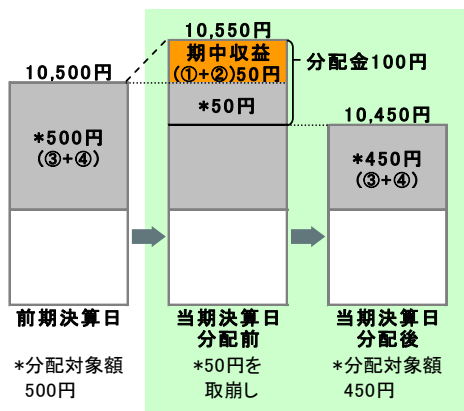 10,550円
期中収益
(①+②)50円
分配金100円
*50円
10,500円
*500円
(③+④)
10,450円
*450円
(③+④)
前期決算日
当期決算日
分配前
当期決算日
分配後
*分配対象額
500円
*50円を
取崩し
*分配対象額
450円